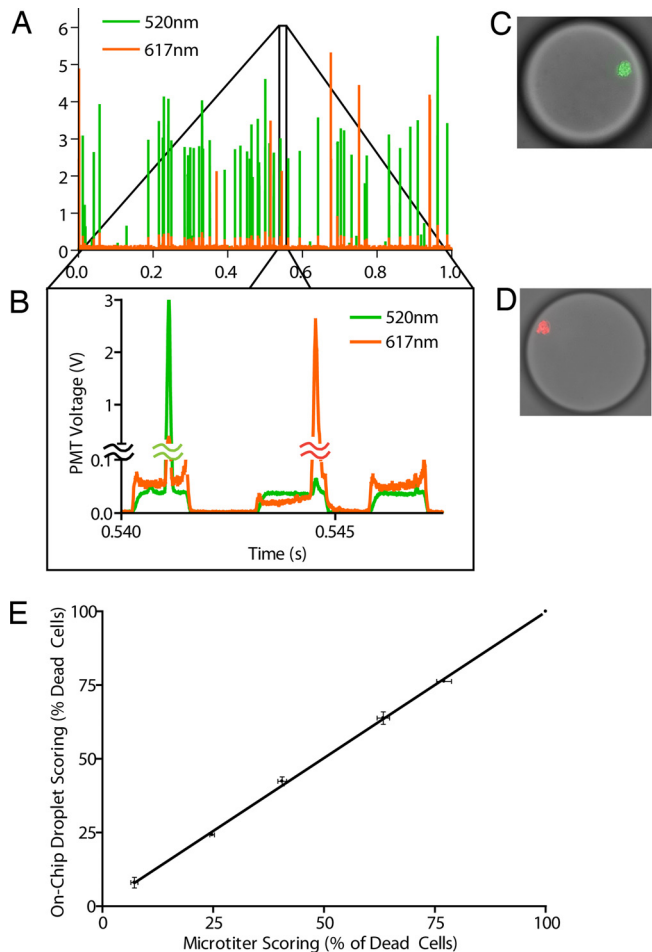 A
520nm
617nm
6
5
4
3
2
1
0
0.0 0.2 0.4 0.6 0.8 1.0
C
D
B
520nm
617nm
PMT Voltage (V)
3
2
1
0.1
0.0
0.540 0.545
Time (s)
E
On-Chip Droplet Scoring (% Dead Cells)
100
75
50
25
0
0 25 50 75 100
Microtiter Scoring (% of Dead Cells)